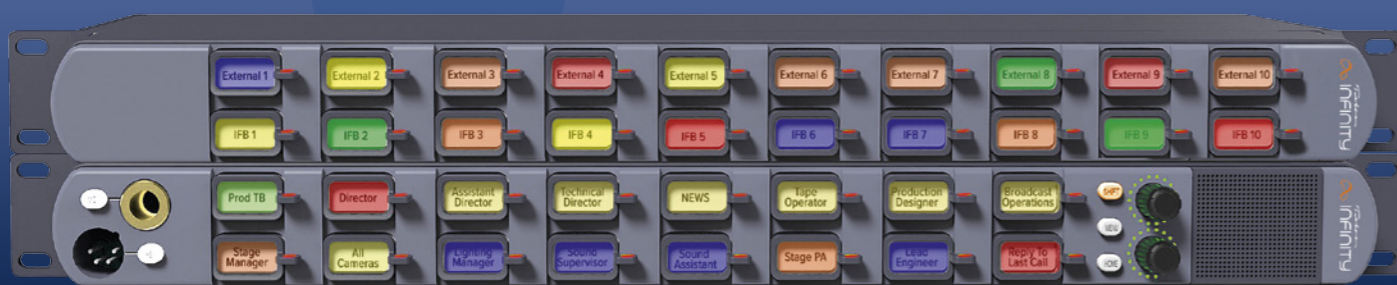 External 1
External 2
External 3
External 4
External 5
External 6
External 7
External 8
External 9
External 10
INFINITY
IFB 1
IFB 2
IFB 3
IFB 4
IFB 5
IFB 6
IFB 7
IFB 8
IFB 9
IFB 10
Prod TB
Director
Assistant
Director
Technical
Director
NEWS
Tape
Operator
Production
Designer
Broadcast
Operations
SHIFT
Stage
Manager
All
Cameras
Lighting
Manager
Sound
Supervisor
Sound
Assistant
Stage PA
Lead
Engineer
Reply To
Last Call
INFINITY